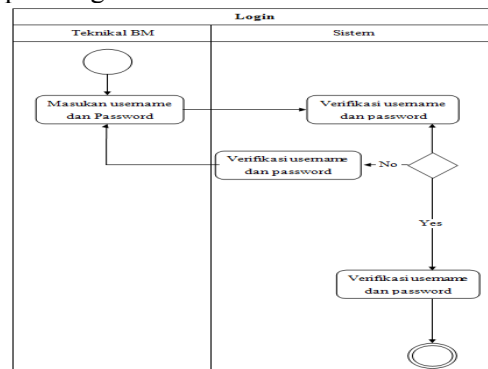 Login
Teknikal BM
Sistem
Masukan username
dan Password
Verifikasi username
dan password
Verifikasi username
dan password
No
Yes
Verifikasi username
dan password